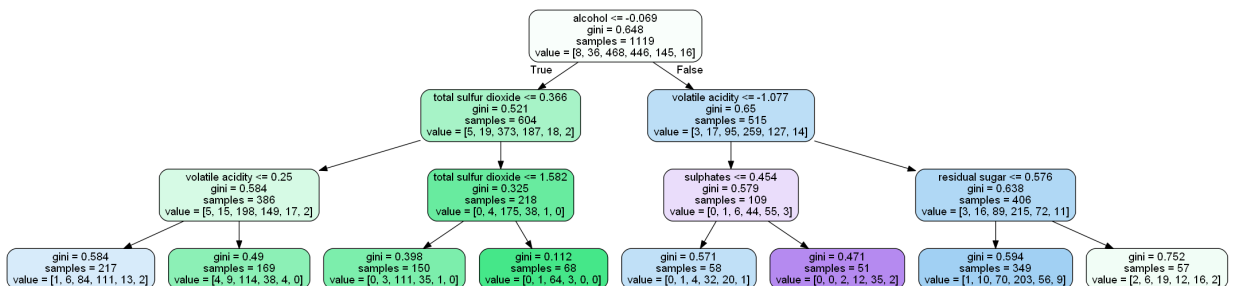 alcohol <= -0.069
gini = 0.648
samples = 1119
value = [8, 36, 468, 446, 145, 16]
True
False
total sulfur dioxide <= 0.366
gini = 0.521
samples = 604
value = [5, 19, 373, 187, 18, 2]
volatile acidity <= -1.077
gini = 0.65
samples = 515
value = [3, 17, 95, 259, 127, 14]
volatile acidity <= 0.25
gini = 0.584
samples = 386
value = [5, 15, 198, 149, 17, 2]
total sulfur dioxide <= 1.582
gini = 0.325
samples = 218
value = [0, 4, 175, 38, 1, 0]
sulphates <= 0.454
gini = 0.579
samples = 109
value = [0, 1, 6, 44, 55, 3]
residual sugar <= 0.576
gini = 0.638
samples = 406
value = [3, 16, 89, 215, 72, 11]
gini = 0.584
samples = 217
value = [1, 6, 84, 111, 13, 2]
gini = 0.49
samples = 169
value = [4, 9, 114, 38, 4, 0]
gini = 0.398
samples = 150
value = [0, 3, 111, 35, 1, 0]
gini = 0.112
samples = 68
value = [0, 1, 64, 3, 0, 0]
gini = 0.571
samples = 58
value = [0, 1, 4, 32, 20, 1]
gini = 0.471
samples = 51
value = [0, 0, 2, 12, 35, 2]
gini = 0.594
samples = 349
value = [1, 10, 70, 203, 56, 9]
gini = 0.752
samples = 57
value = [2, 6, 19, 12, 16, 2]